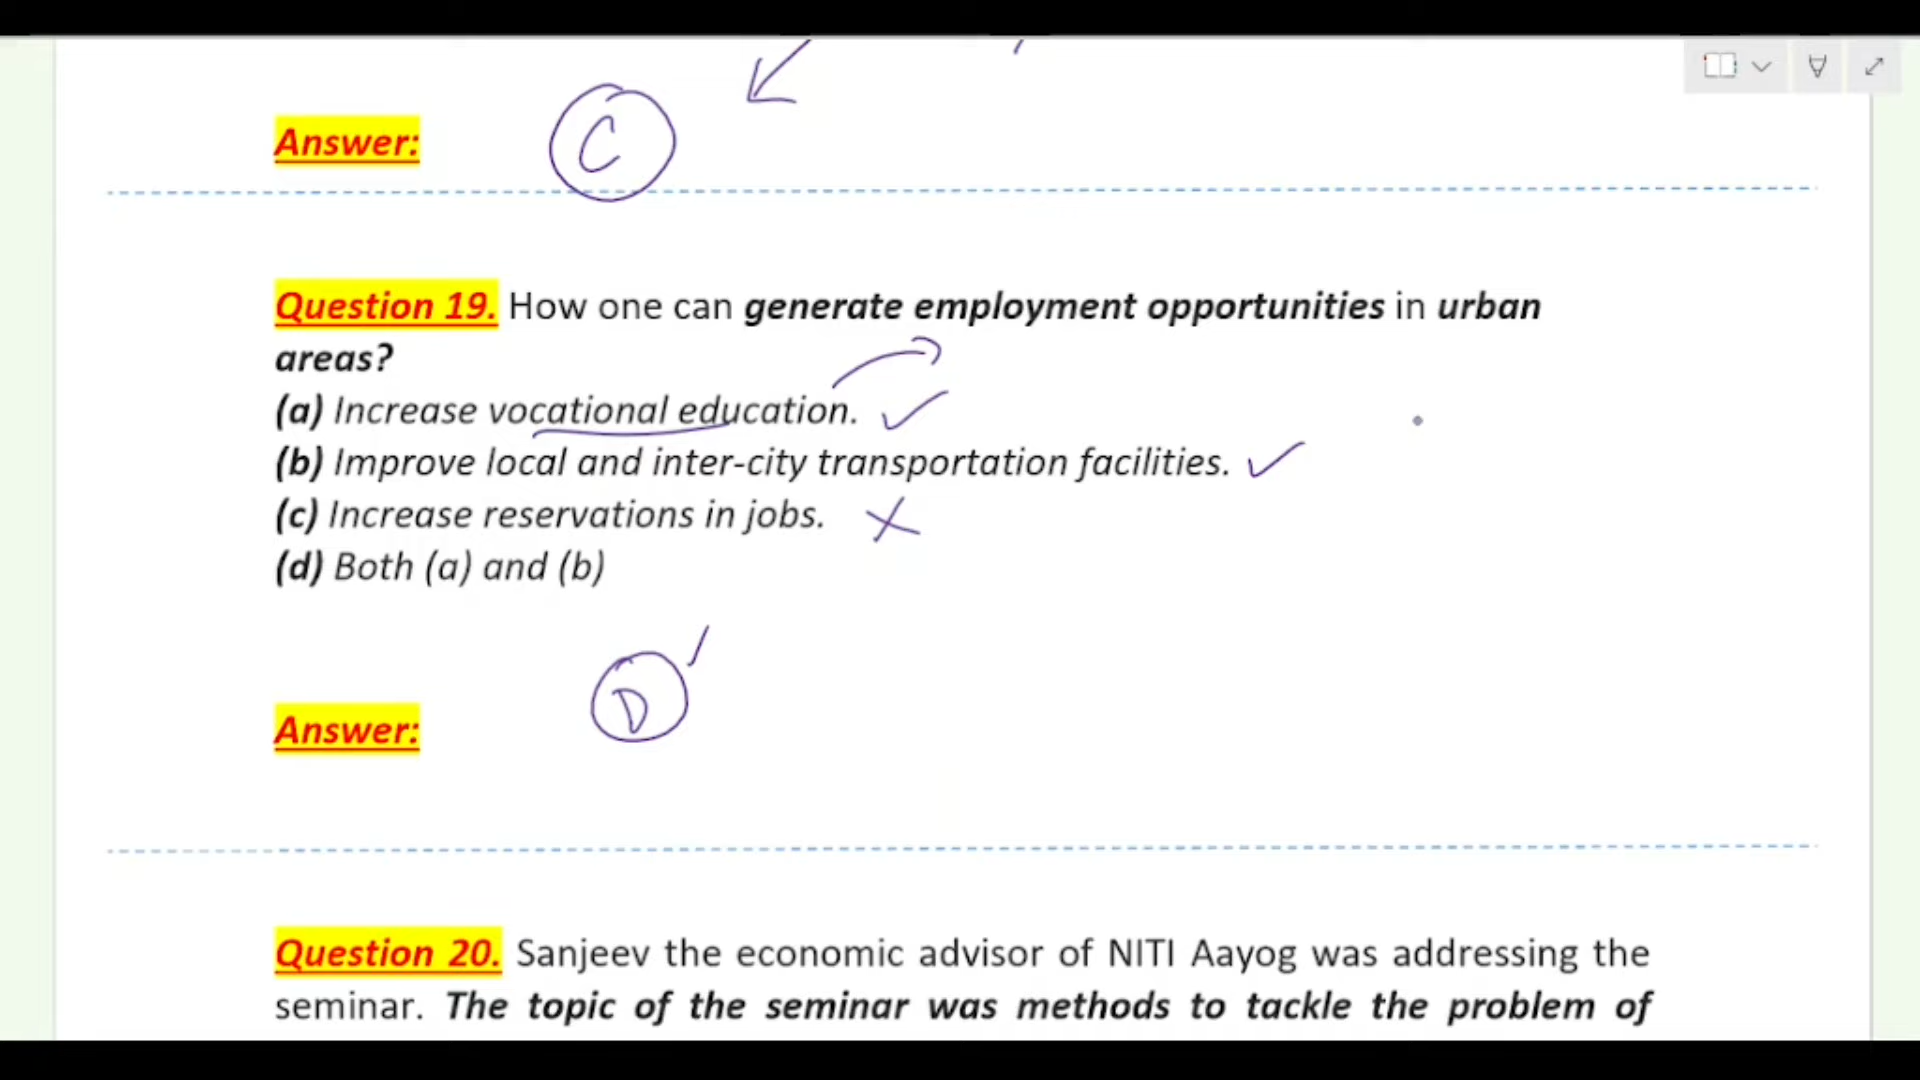 Answer: C
Question 19. How one can generate employment opportunities in urban
areas?
(a) Increase vocational education.
(b) Improve local and inter-city transportation facilities.
(c) Increase reservations in jobs.
(d) Both (a) and (b)
Answer: D
Question 20. Sanjeev the economic advisor of NITI Aayog was addressing the
seminar. The topic of the seminar was methods to tackle the problem of